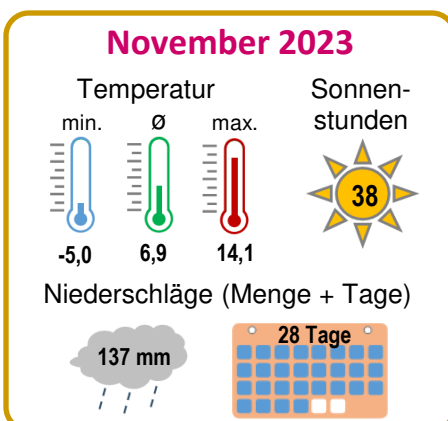 November 2023
Temperatur
Sonnen-
stunden
min. Ø max.
38
-5,0 6,9 14,1
Niederschläge (Menge + Tage)
137 mm
28 Tage